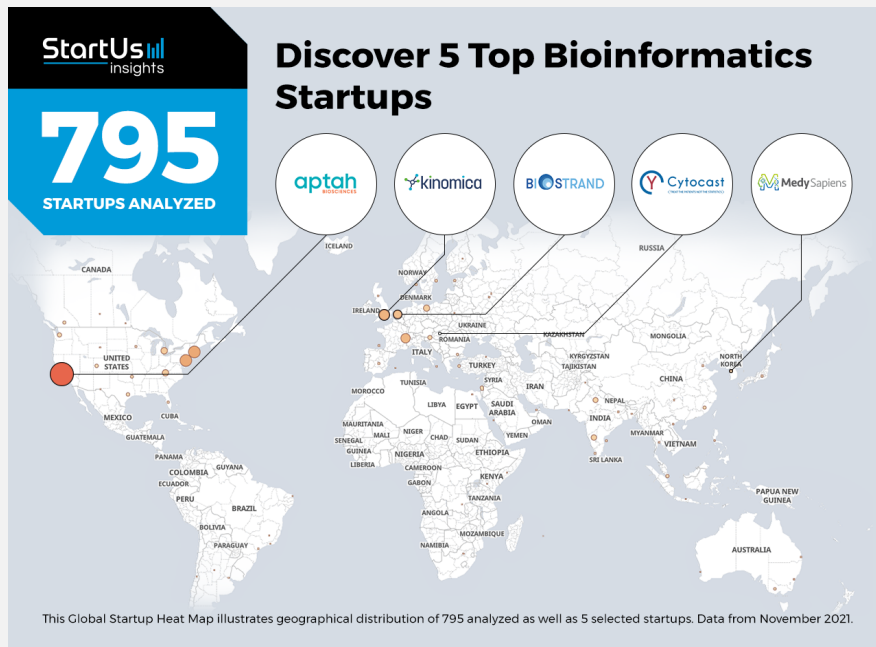 StartUs
insights
Discover 5 Top Bioinformatics
Startups
795
STARTUPS ANALYZED
aptah
BIOSCIENCES
kinomica
BIOSTRAND
Cytocast
MedySapiens
ICELAND
RUSSIA
CANADA
NORWAY
DENMARK
IRELAND
UKRAINE
KAZAKHSTAN
ROMANIA
MONGOLIA
UNITED
STATES
ITALY
KYRGYZSTAN
NORTH
KOREA
TURKEY
TAJIKISTAN
CHINA
TUNISIA
SYRIA
IRAN
MOROCCO
NEPAL
LIBYA
EGYPT
SAUDI
ARABIA
MEXICO
CUBA
INDIA
OMAN
MAURITANIA
NIGER
MALI
CHAD
SUDAN
YEMEN
MYANMAR
GUATEMALA
SENEGAL
VIETNAM
GUINEA
NIGERIA
ETHIOPIA
PANAMA
SRI LANKA
LIBERIA
CAMEROON
GUYANA
COLOMBIA
KENYA
ECUADOR
GABON
PERU
TANZANIA
PAPUA NEW
GUINEA
BRAZIL
ANGOLA
BOLIVIA
MOZAMBIQUE
PARAGUAY
NAMIBIA
AUSTRALIA
This Global Startup Heat Map illustrates geographical distribution of 795 analyzed as well as 5 selected startups. Data from November 2021.